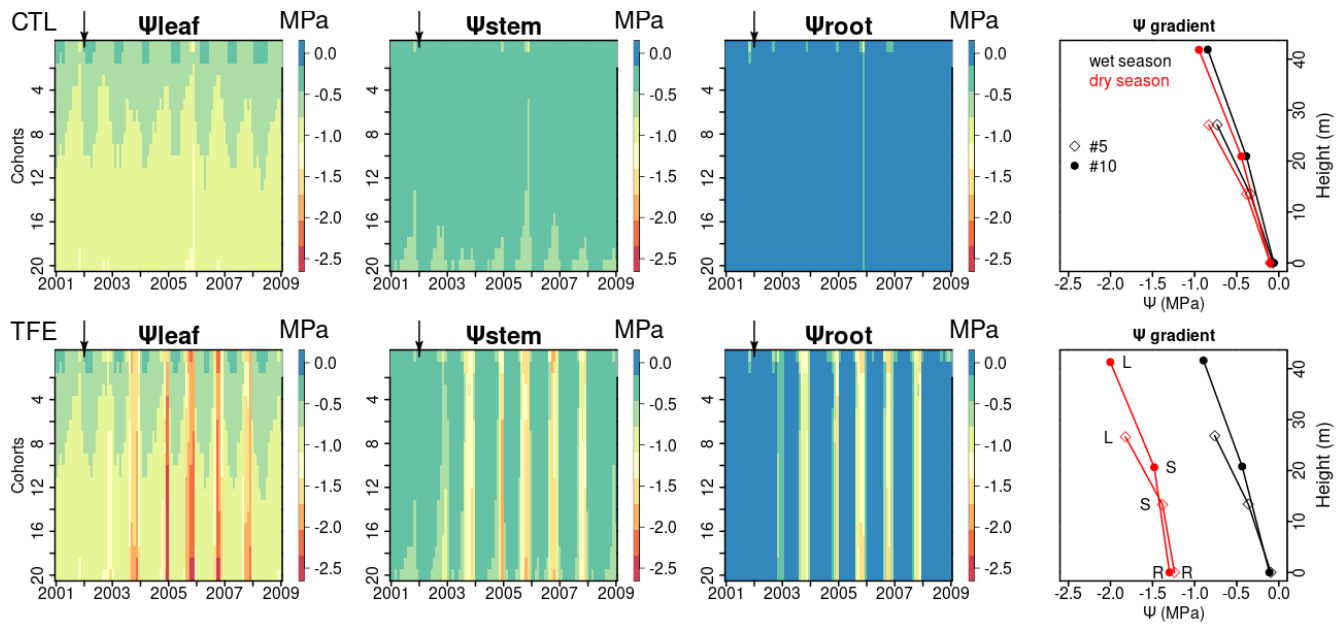 CTL
Ψleaf MPa
Ψstem MPa
Ψroot MPa
Ψ gradient
0.0
-0.5
-1.0
-1.5
-2.0
-2.5
0.0
-0.5
-1.0
-1.5
-2.0
-2.5
0.0
-0.5
-1.0
-1.5
-2.0
-2.5
Cohorts
4
8
12
16
20
2001 2003 2005 2007 2009
4
8
12
16
20
2001 2003 2005 2007 2009
4
8
12
16
20
2001 2003 2005 2007 2009
wet season
dry season
#5
#10
40
30
20
10
0
Height (m)
-2.5 -2.0 -1.5 -1.0 -0.5 0.0
Ψ (MPa)
TFE
Ψleaf MPa
Ψstem MPa
Ψroot MPa
Ψ gradient
0.0
-0.5
-1.0
-1.5
-2.0
-2.5
0.0
-0.5
-1.0
-1.5
-2.0
-2.5
0.0
-0.5
-1.0
-1.5
-2.0
-2.5
Cohorts
4
8
12
16
20
2001 2003 2005 2007 2009
4
8
12
16
20
2001 2003 2005 2007 2009
4
8
12
16
20
2001 2003 2005 2007 2009
L
L
S
S
R R
40
30
20
10
0
Height (m)
-2.5 -2.0 -1.5 -1.0 -0.5 0.0
Ψ (MPa)